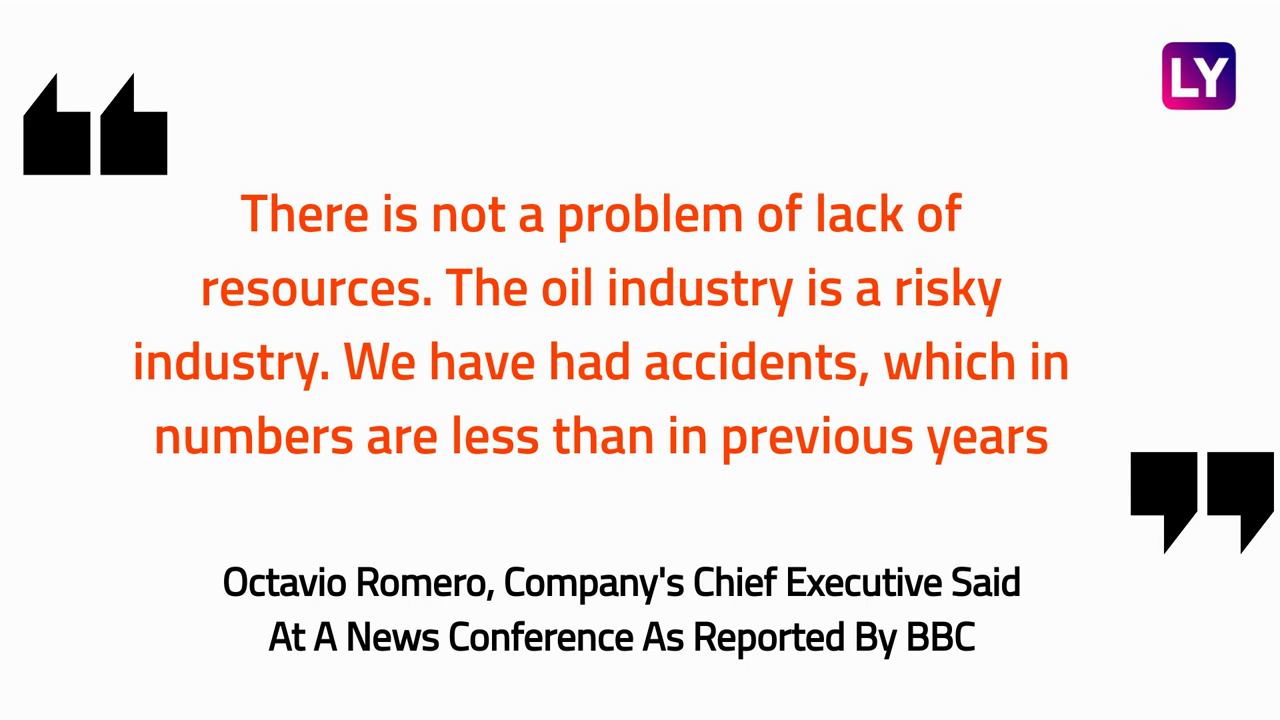 LY
There is not a problem of lack of
resources. The oil industry is a risky
industry. We have had accidents, which in
numbers are less than in previous years
Octavio Romero, Company's Chief Executive Said
At A News Conference As Reported By BBC